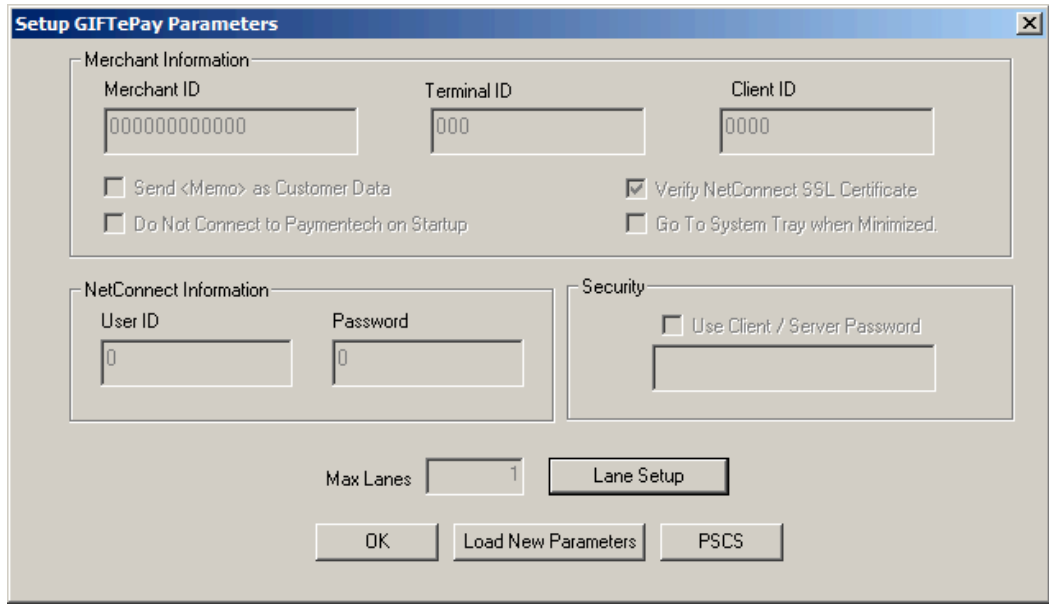 Setup GIFTePay Parameters
Merchant Information
Merchant ID
Terminal ID
Client ID
000000000000
000
0000
Send <Memo> as Customer Data
Verify NetConnect SSL Certificate
Do Not Connect to Paymentech on Startup
Go To System Tray when Minimized.
NetConnect Information
User ID
Password
0
0
Security
Use Client / Server Password
Max Lanes
1
Lane Setup
OK
Load New Parameters
PSCS